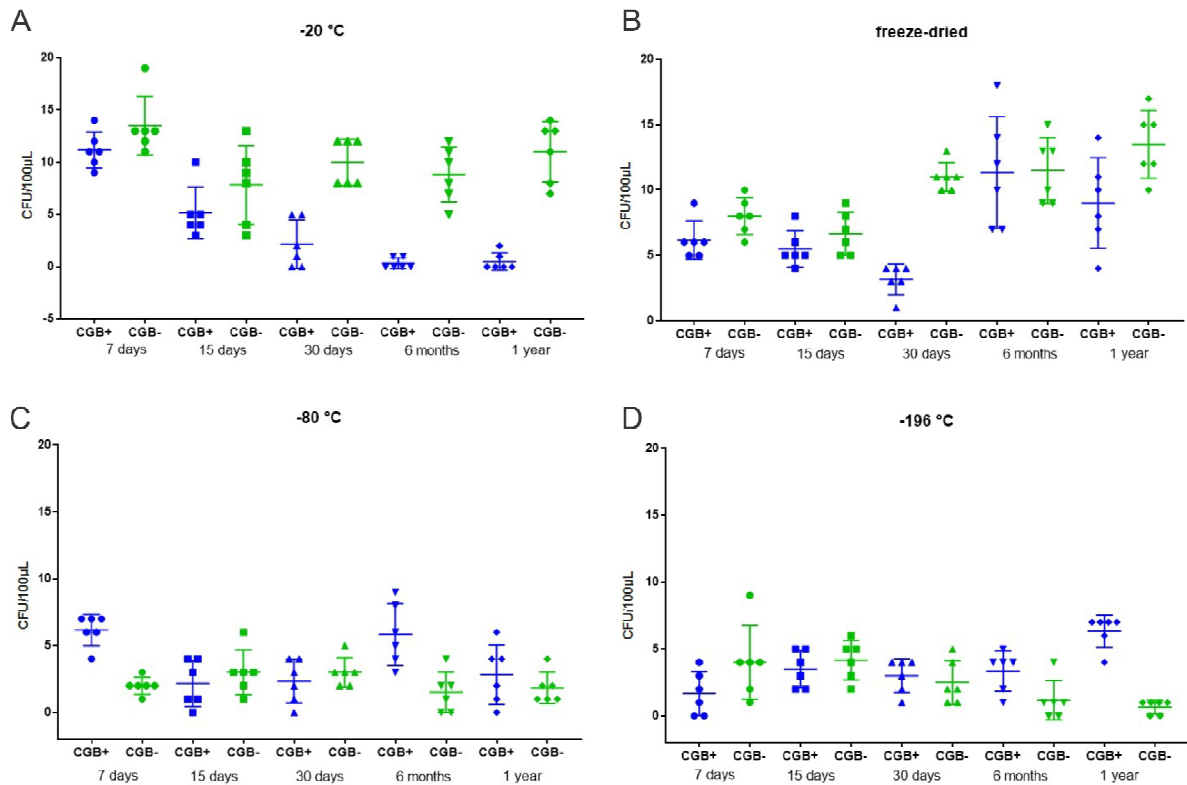 A
-20 °C
CFU/100µL
20
15
10
5
0
-5
CGB+ CGB- CGB+ CGB- CGB+ CGB- CGB+ CGB- CGB+ CGB-
7 days 15 days 30 days 6 months 1 year
B
freeze-dried
CFU/100µL
20
15
10
5
0
CGB+ CGB- CGB+ CGB- CGB+ CGB- CGB+ CGB- CGB+ CGB-
7 days 15 days 30 days 6 months 1 year
C
-80 °C
CFU/100µL
20
15
10
5
0
CGB+ CGB- CGB+ CGB- CGB+ CGB- CGB+ CGB- CGB+ CGB-
7 days 15 days 30 days 6 months 1 year
D
-196 °C
CFU/100µL
20
15
10
5
0
CGB+ CGB- CGB+ CGB- CGB+ CGB- CGB+ CGB- CGB+ CGB-
7 days 15 days 30 days 6 months 1 year